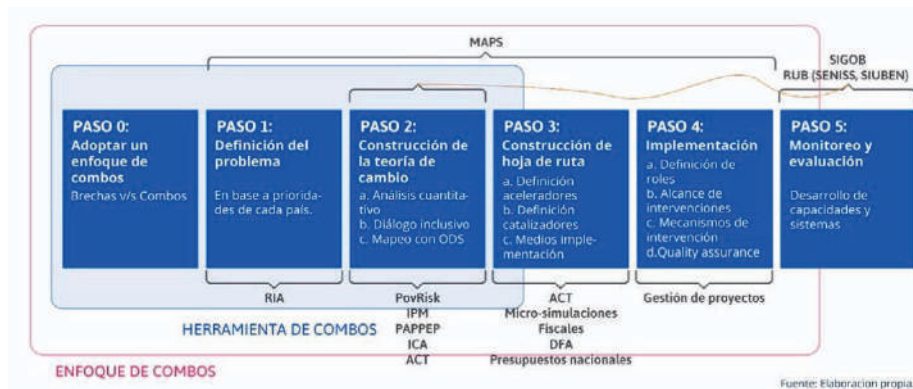 MAPS
SIGOB
RUB (SENISS, SIUBEN)
PASO 0:
Adoptar un
enfoque de
combos
Brechas v/s Combos
PASO 1:
Definición del
problema
En base a priorida-
des de cada país.
PASO 2:
Construcción de
la teoría de
cambio
a. Análisis cuantita-
tivo
b. Diálogo inclusivo
c. Mapeo con ODS
PASO 3:
Construcción de
hoja de ruta
a. Definición
aceleradores
b. Definición
catalizadores
c. Medios imple-
mentación
PASO 4:
Implementación
a. Definición de
roles
b. Alcance de
intervenciones
c. Mecanismos de
intervención
d.Quality assurance
PASO 5:
Monitoreo y
evaluación
Desarrollo de
capacidades y
sistemas
RIA
PovRisk
IPM
PAPPEP
ICA
ACT
ACT
Micro-simulaciones
Fiscales
DFA
Presupuestos nacionales
Gestión de proyectos
HERRAMIENTA DE COMBOS
ENFOQUE DE COMBOS
Fuente: Elaboracion propia